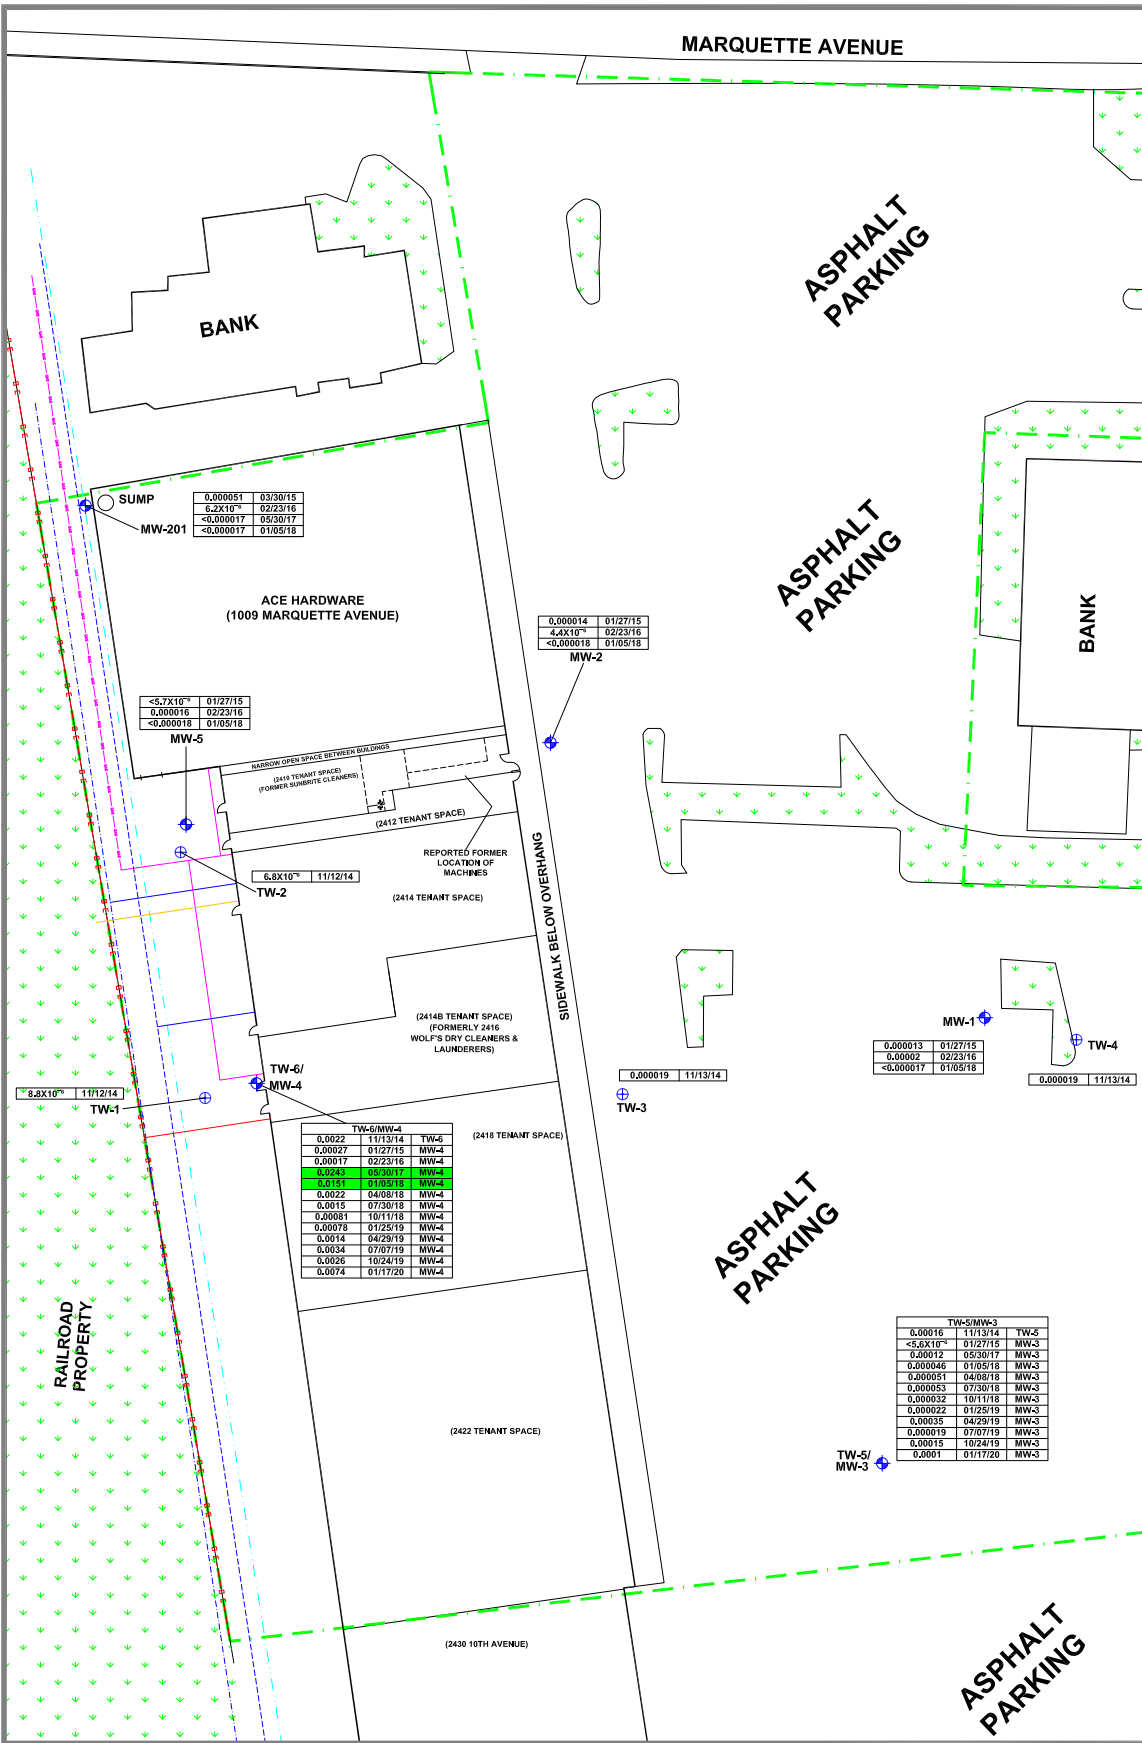 MARQUETTE AVENUE
ASPHALT
PARKING
BANK
SUMP
MW-201
0.000051 03/30/15
6.2X10⁻⁶ 02/23/16
<0.000017 05/30/17
<0.000017 01/05/18
ACE HARDWARE
(1009 MARQUETTE AVENUE)
ASPHALT
PARKING
BANK
0.000014 01/27/15
4.4X10⁻⁶ 02/23/16
<0.000018 01/05/18
MW-2
<5.7X10⁻⁶ 01/27/15
0.000016 02/23/16
<0.000018 01/05/18
MW-5
NARROW OPEN SPACE BETWEEN BUILDINGS
(2410 TENANT SPACE)
(FORMER SUNBRITE CLEANERS)
(2412 TENANT SPACE)
REPORTED FORMER
LOCATION OF
MACHINES
6.8X10⁻⁶ 11/12/14
TW-2
(2414 TENANT SPACE)
SIDEWALK BELOW OVERHANG
(2414B TENANT SPACE)
(FORMERLY 2416
WOLF'S DRY CLEANERS &
LAUNDERERS)
MW-1
0.000013 01/27/15
0.00002 02/23/16
<0.000017 01/05/18
TW-4
0.000019 11/13/14
0.000019 11/13/14
TW-3
TW-6/
MW-4
8.8X10⁻⁶ 11/12/14
TW-1
TW-6/MW-4
0.0022 11/13/14 TW-6
0.00027 01/27/15 MW-4
0.00017 02/23/16 MW-4
0.0243 05/30/17 MW-4
0.0151 01/05/18 MW-4
0.0022 04/08/18 MW-4
0.0015 07/30/18 MW-4
0.00081 10/11/18 MW-4
0.00078 01/25/19 MW-4
0.0014 04/29/19 MW-4
0.0034 07/07/19 MW-4
0.0026 10/24/19 MW-4
0.0074 01/17/20 MW-4
(2418 TENANT SPACE)
ASPHALT
PARKING
RAILROAD
PROPERTY
TW-5/MW-3
0.00016 11/13/14 TW-5
<5.6X10⁻⁶ 01/27/15 MW-3
0.00012 05/30/17 MW-3
0.000046 01/05/18 MW-3
0.000051 04/08/18 MW-3
0.000053 07/30/18 MW-3
0.000032 10/11/18 MW-3
0.000022 01/25/19 MW-3
0.00035 04/29/19 MW-3
0.000019 07/07/19 MW-3
0.00015 10/24/19 MW-3
0.0001 01/17/20 MW-3
TW-5/
MW-3
(2422 TENANT SPACE)
(2430 10TH AVENUE)
ASPHALT
PARKING